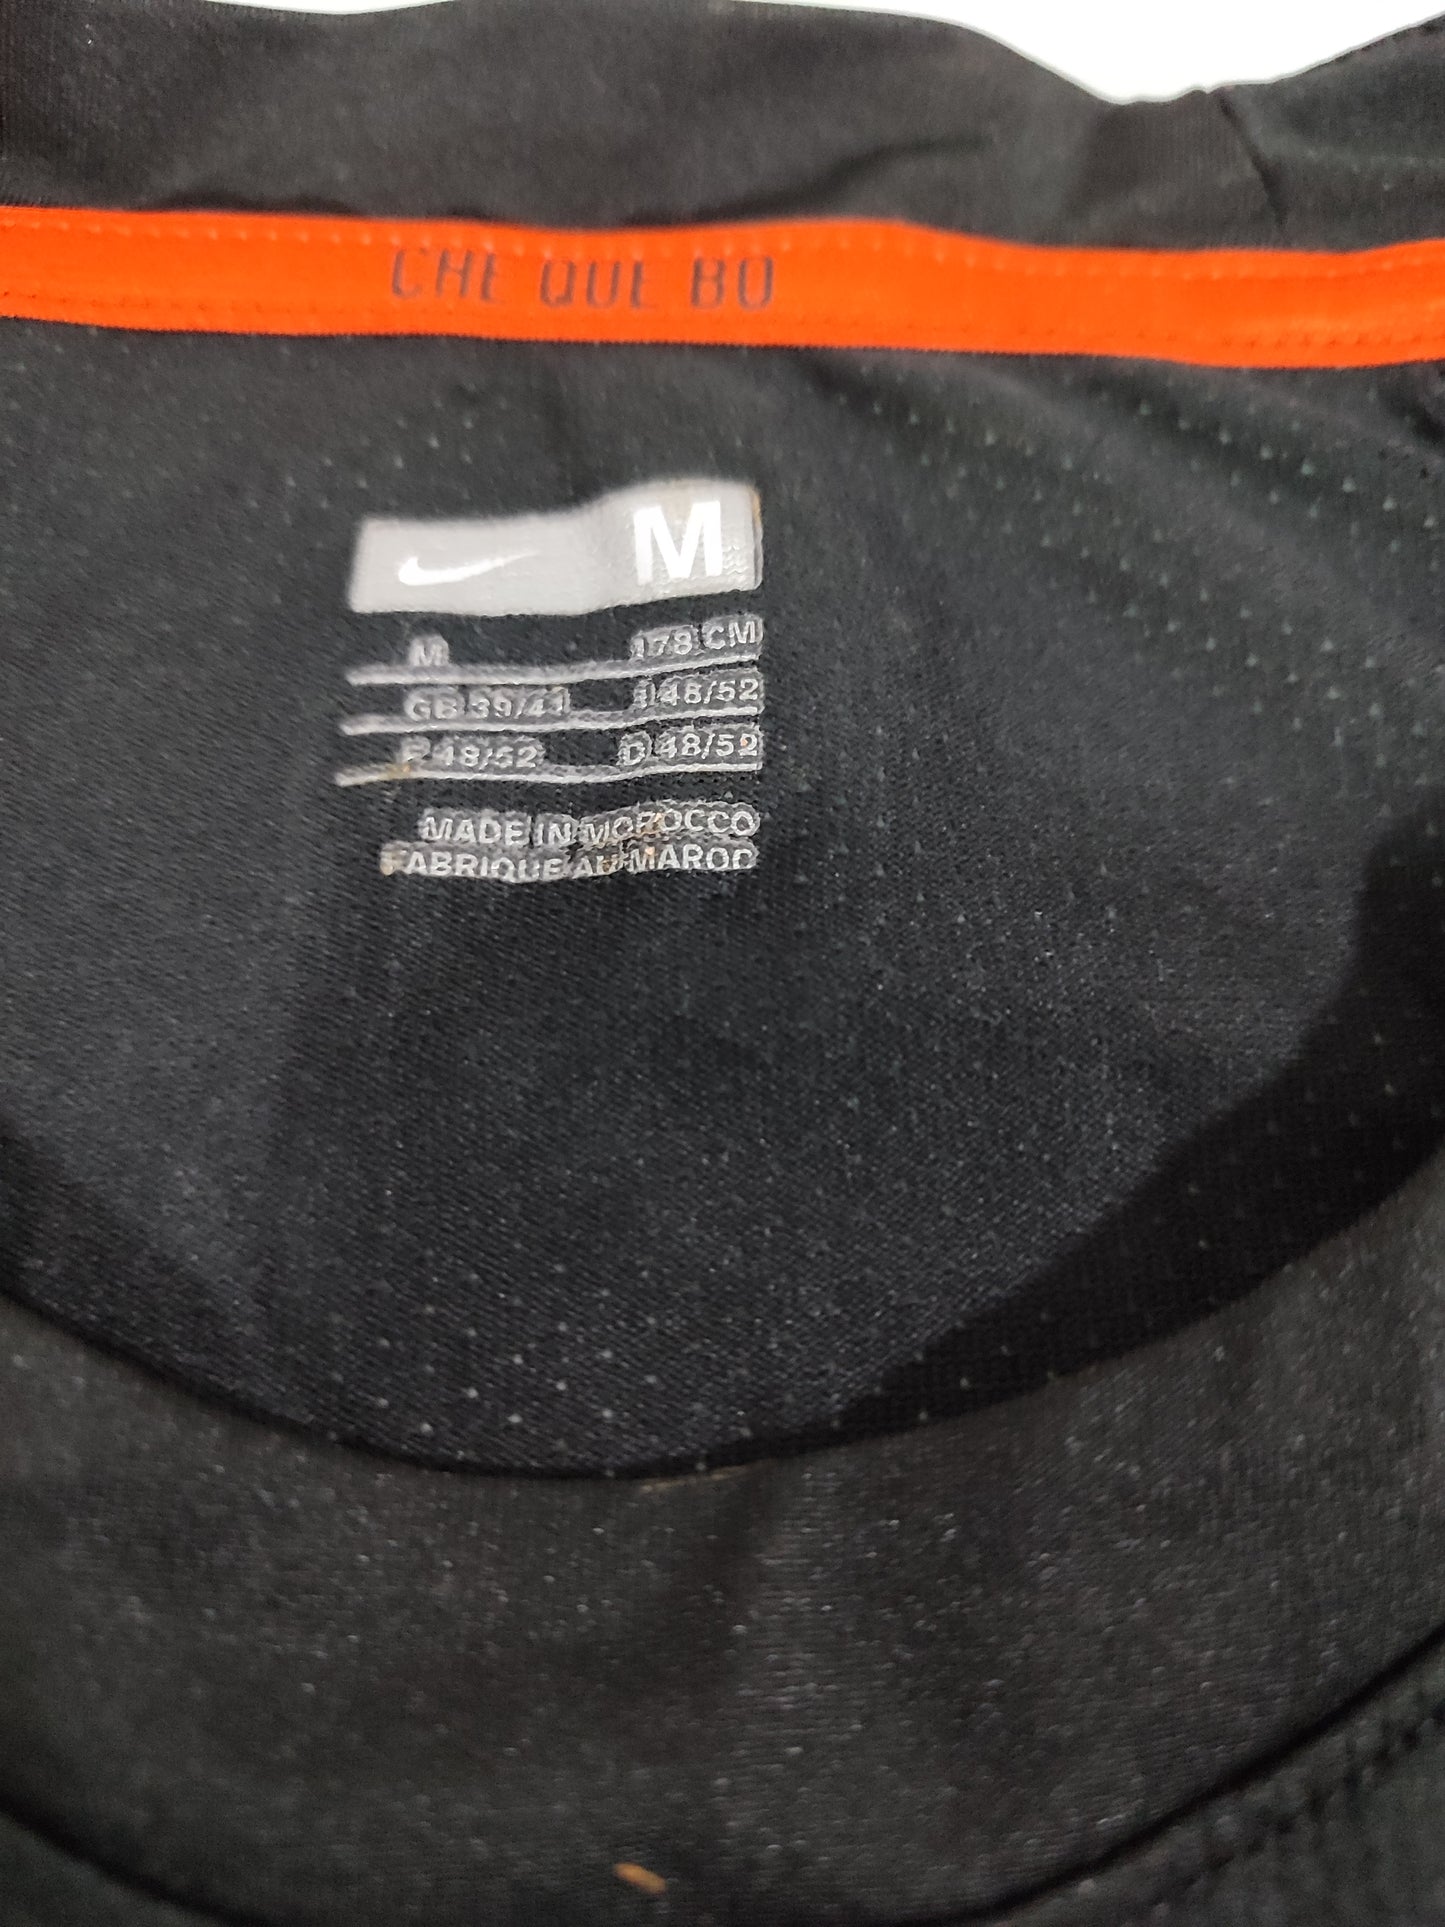 CHE QUE BO
M
M 178 CM
GB 39/41 I 48/52
F 48/52 D 48/52
MADE IN MOROCCO
FABRIQUE AU MAROC